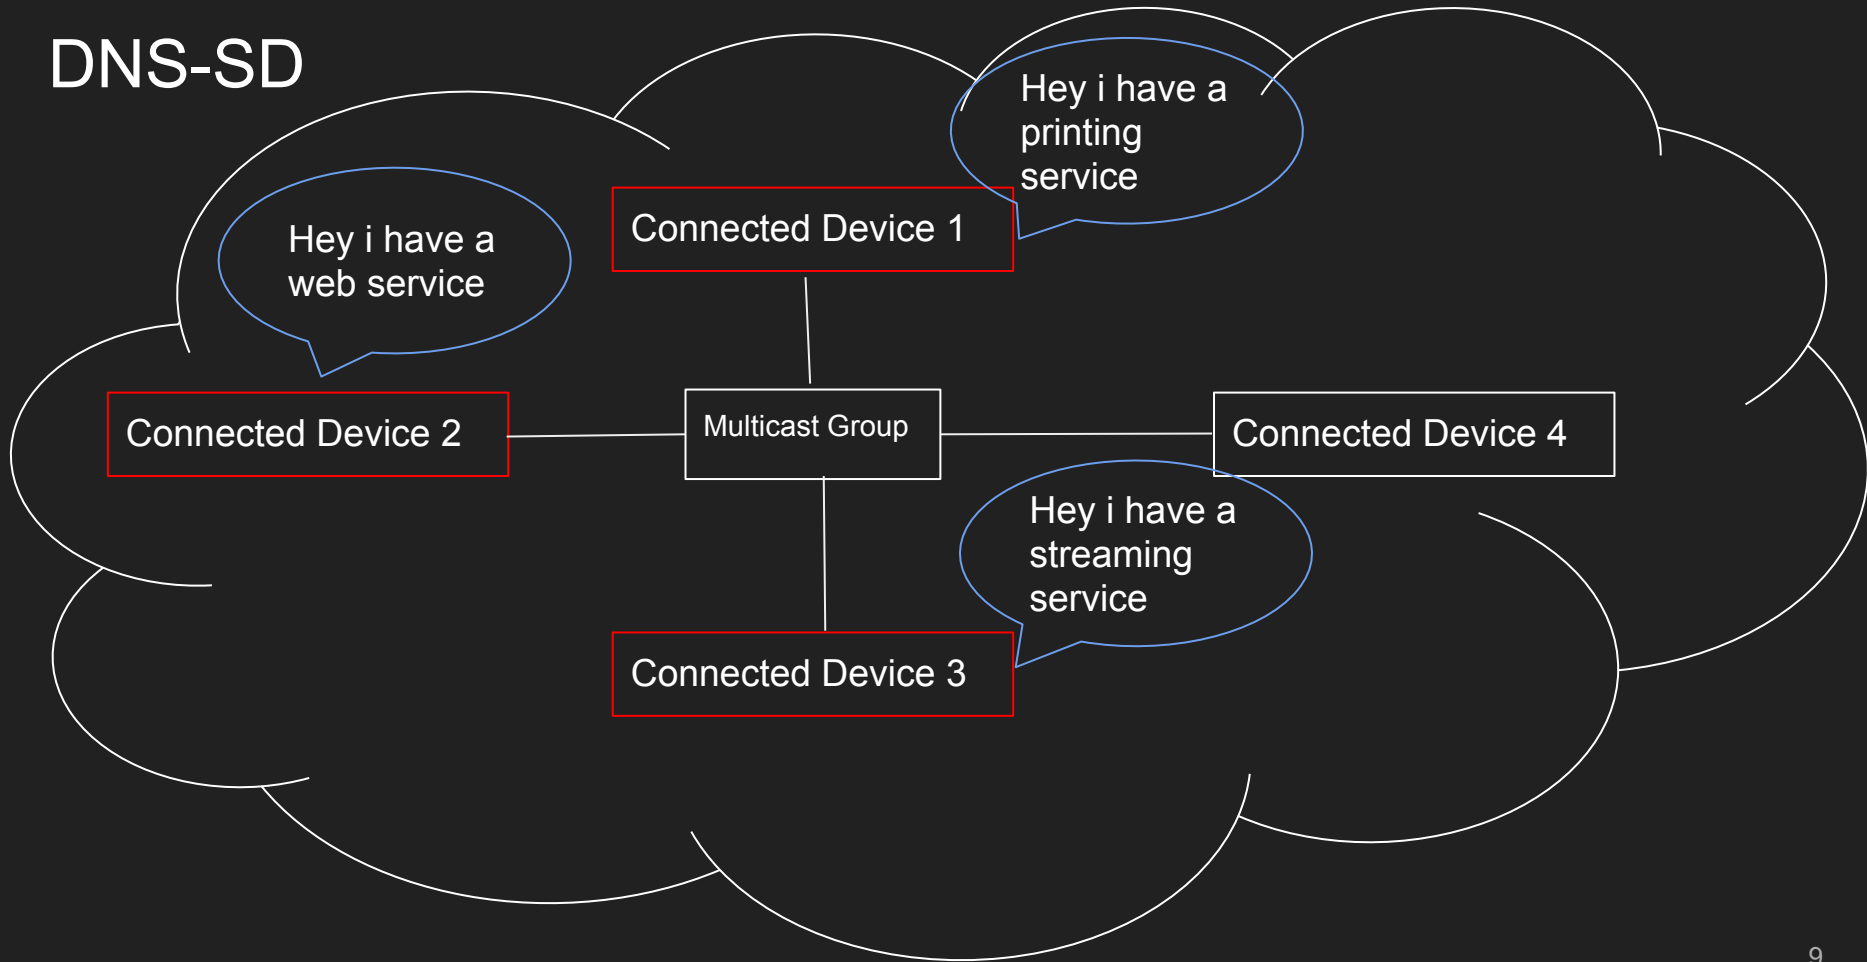 DNS-SD
Hey i have a
printing
service
Connected Device 1
Hey i have a
web service
Connected Device 2
Multicast Group
Connected Device 4
Hey i have a
streaming
service
Connected Device 3
9